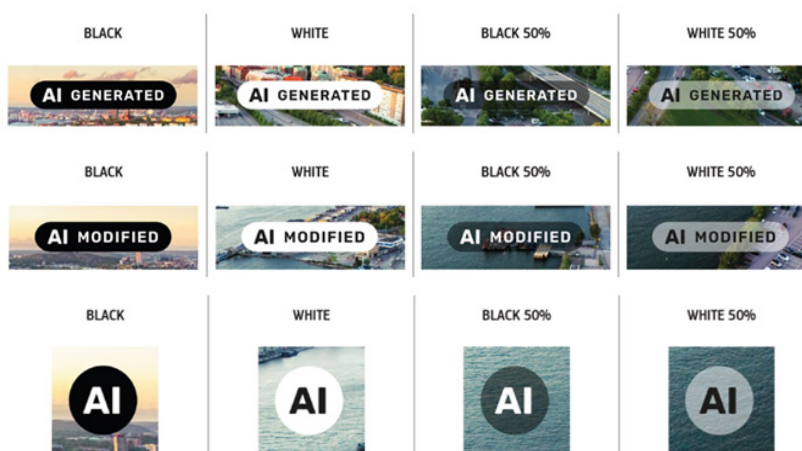 BLACK WHITE BLACK 50% WHITE 50%
AI GENERATED AI GENERATED AI GENERATED AI GENERATED
BLACK WHITE BLACK 50% WHITE 50%
AI MODIFIED AI MODIFIED AI MODIFIED AI MODIFIED
BLACK WHITE BLACK 50% WHITE 50%
AI AI AI AI